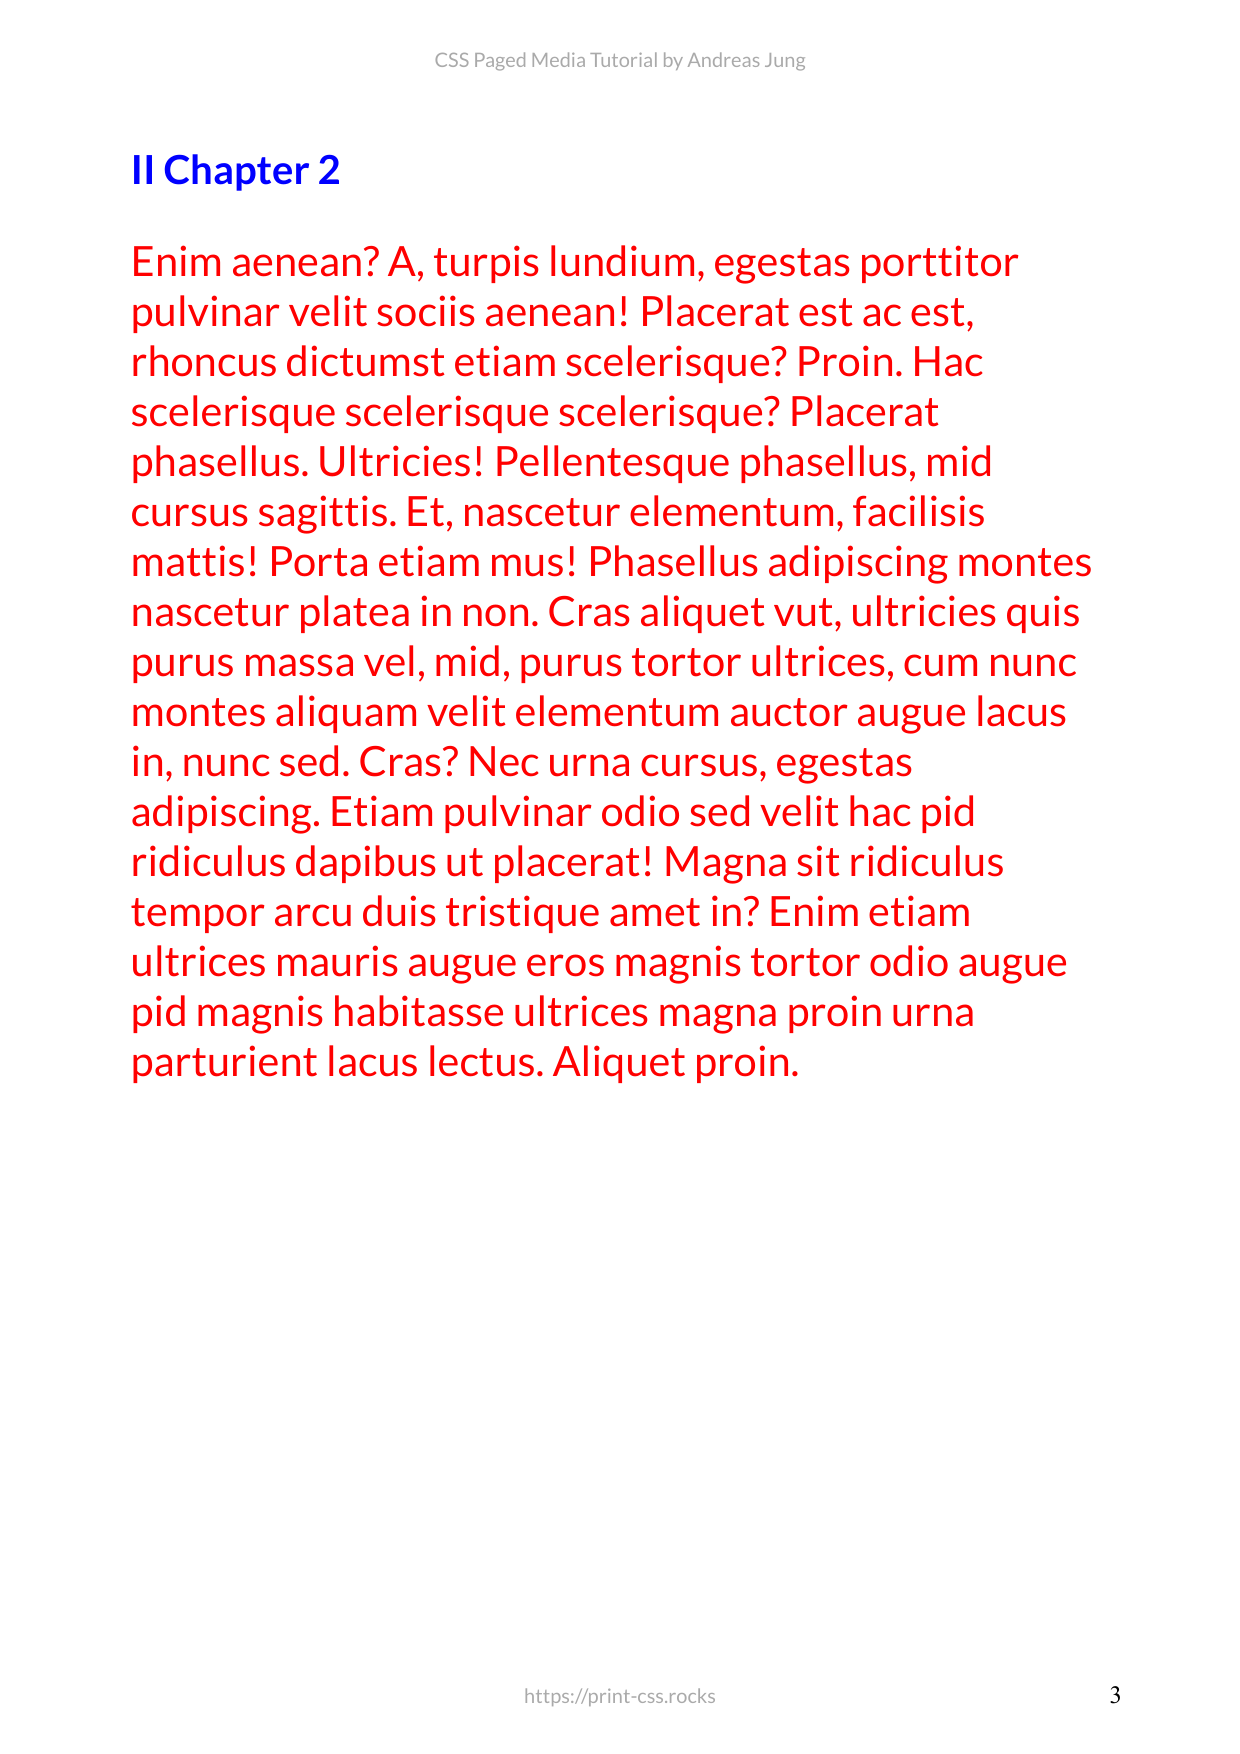 CSS Paged Media Tutorial by Andreas Jung
II Chapter 2
Enim aenean? A, turpis lundium, egestas porttitor
pulvinar velit sociis aenean! Placerat est ac est,
rhoncus dictumst etiam scelerisque? Proin. Hac
scelerisque scelerisque scelerisque? Placerat
phasellus. Ultricies! Pellentesque phasellus, mid
cursus sagittis. Et, nascetur elementum, facilisis
mattis! Porta etiam mus! Phasellus adipiscing montes
nascetur platea in non. Cras aliquet vut, ultricies quis
purus massa vel, mid, purus tortor ultrices, cum nunc
montes aliquam velit elementum auctor augue lacus
in, nunc sed. Cras? Nec urna cursus, egestas
adipiscing. Etiam pulvinar odio sed velit hac pid
ridiculus dapibus ut placerat! Magna sit ridiculus
tempor arcu duis tristique amet in? Enim etiam
ultrices mauris augue eros magnis tortor odio augue
pid magnis habitasse ultrices magna proin urna
parturient lacus lectus. Aliquet proin.
https://print-css.rocks
3